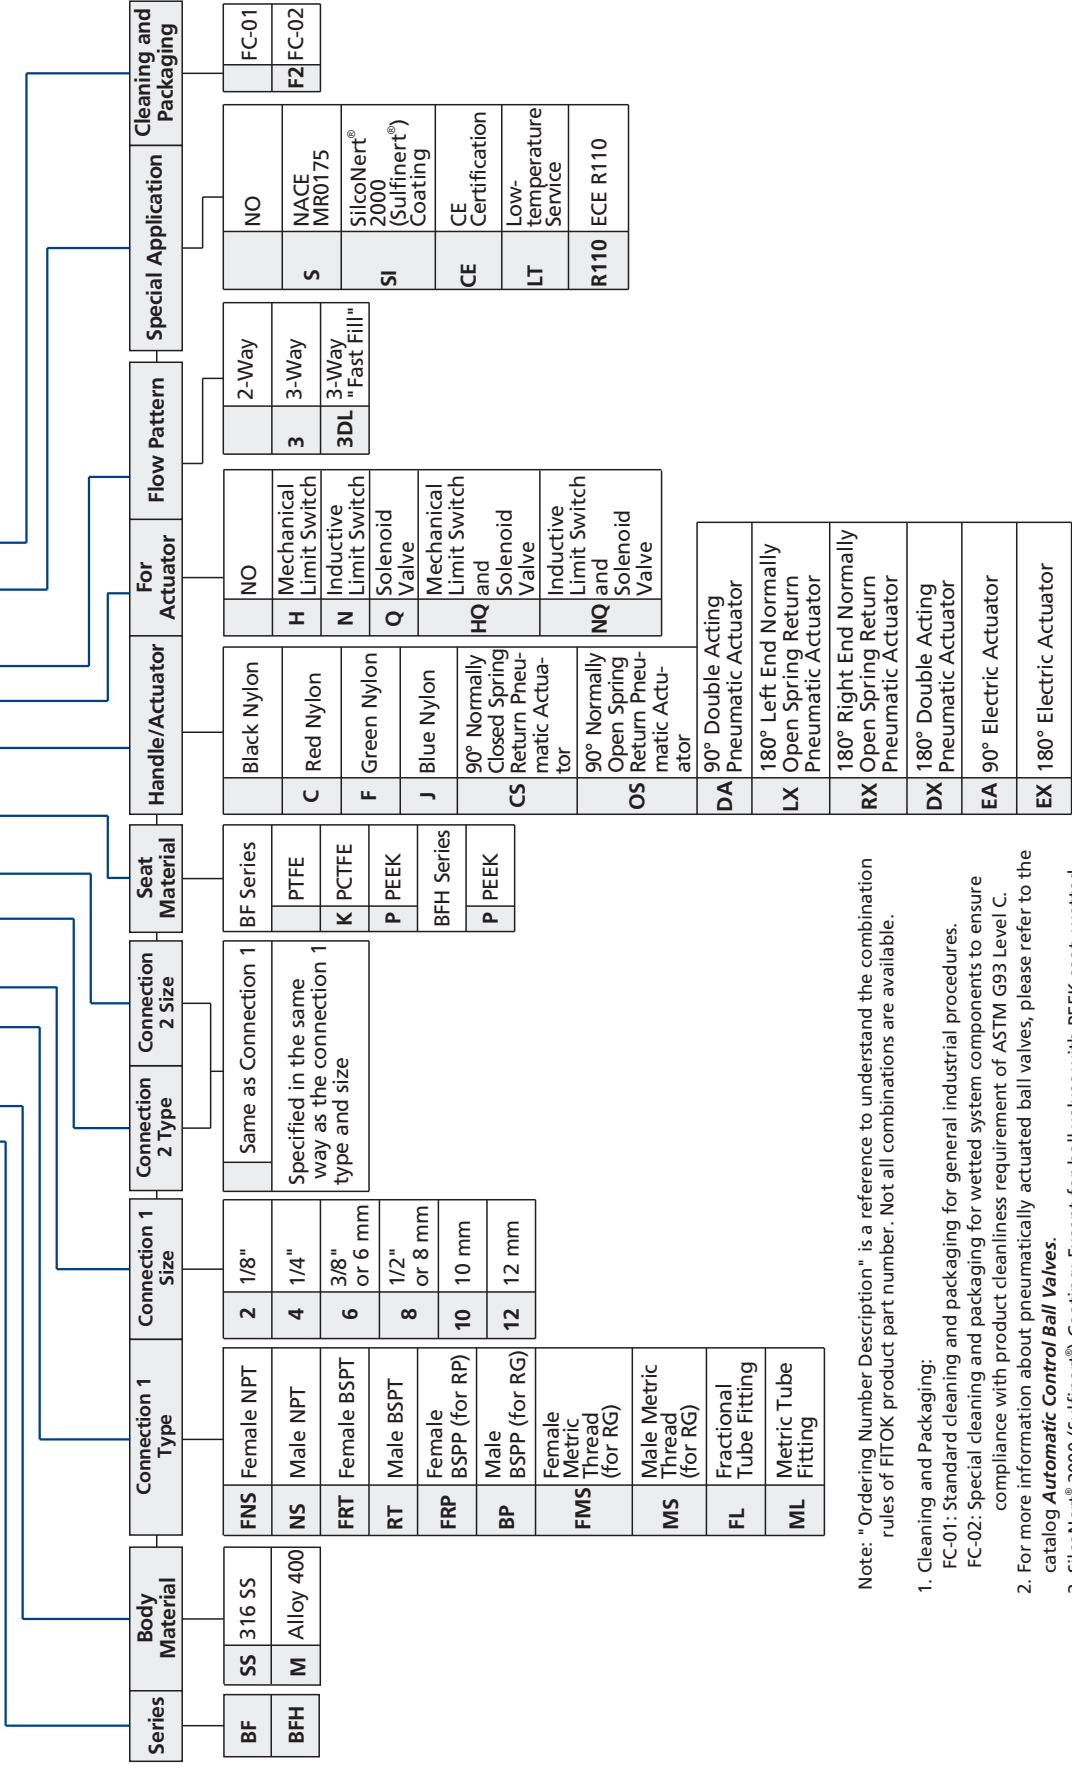 Series
BF
BFH
Body
Material
SS 316 SS
M Alloy 400
Connection 1
Type
FNS Female NPT
NS Male NPT
FRT Female BSPT
RT Male BSPT
FRP Female
BSPP (for RP)
BP Male
BSPP (for RG)
FMS Female
Metric
Thread
(for RG)
MS Male Metric
Thread
(for RG)
FL Fractional
Tube Fitting
ML Metric Tube
Fitting
Connection 1
Size
2 1/8"
4 1/4"
6 3/8"
or 6 mm
8 1/2"
or 8 mm
10 10 mm
12 12 mm
Connection
2 Type
Connection
2 Size
Same as Connection 1
Specified in the same
way as the connection 1
type and size
Seat
Material
BF Series
PTFE
K PCTFE
P PEEK
BFH Series
P PEEK
Handle/Actuator
Black Nylon
C Red Nylon
F Green Nylon
J Blue Nylon
CS 90° Normally
Closed Spring
Return Pneu-
matic Actua-
tor
OS 90° Normally
Open Spring
Return Pneu-
matic Actu-
ator
DA 90° Double Acting
Pneumatic Actuator
LX 180° Left End Normally
Open Spring Return
Pneumatic Actuator
RX 180° Right End Normally
Open Spring Return
Pneumatic Actuator
DX 180° Double Acting
Pneumatic Actuator
EA 90° Electric Actuator
EX 180° Electric Actuator
For
Actuator
NO
H Mechanical
Limit Switch
N Inductive
Limit Switch
Q Solenoid
Valve
HQ Mechanical
Limit Switch
and
Solenoid
Valve
NQ Inductive
Limit Switch
and
Solenoid
Valve
Flow Pattern
2-Way
3 3-Way
3DL 3-Way
"Fast Fill"
Special Application
NO
S NACE
MR0175
SI SilcoNert®
2000
(Sulfinert®)
Coating
CE CE
Certification
LT Low-
temperature
Service
R110 ECE R110
Cleaning and
Packaging
FC-01
F2 FC-02
Note: "Ordering Number Description" is a reference to understand the combination
rules of FITOK product part number. Not all combinations are available.
1. Cleaning and Packaging:
FC-01: Standard cleaning and packaging for general industrial procedures.
FC-02: Special cleaning and packaging for wetted system components to ensure
compliance with product cleanliness requirement of ASTM G93 Level C.
2. For more information about pneumatically actuated ball valves, please refer to the
catalog Automatic Control Ball Valves.